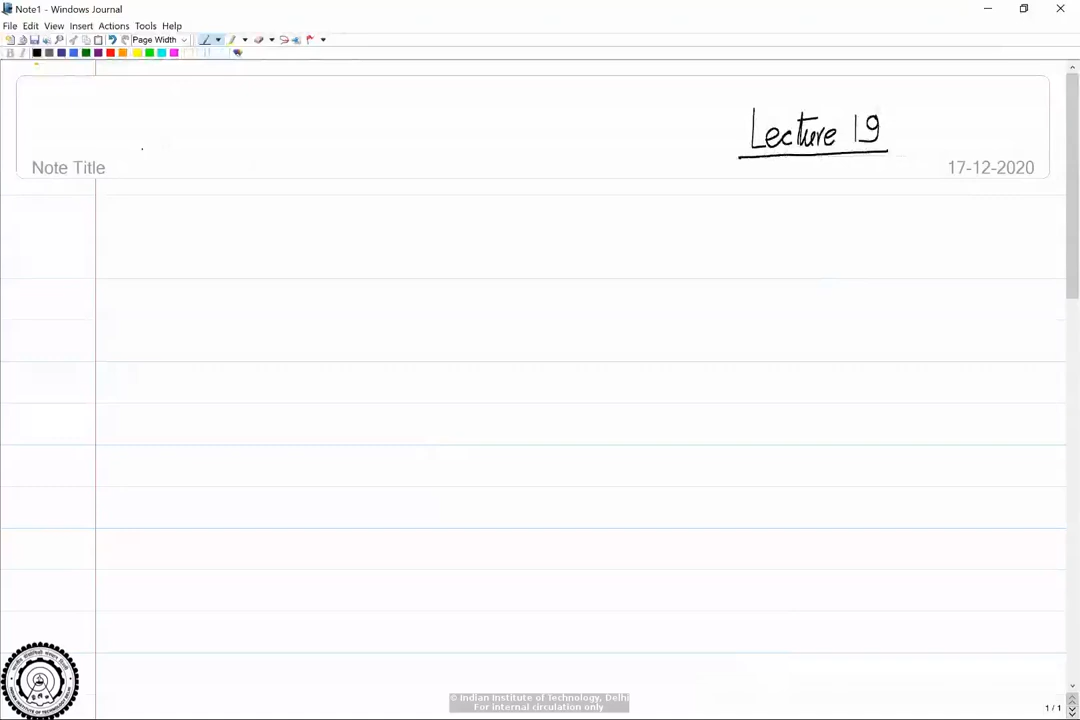 Note1 - Windows Journal
File Edit View Insert Actions Tools Help
Page Width
B I
Lecture 19
Note Title
17-12-2020
© Indian Institute of Technology, Delhi
For internal circulation only
1 / 1